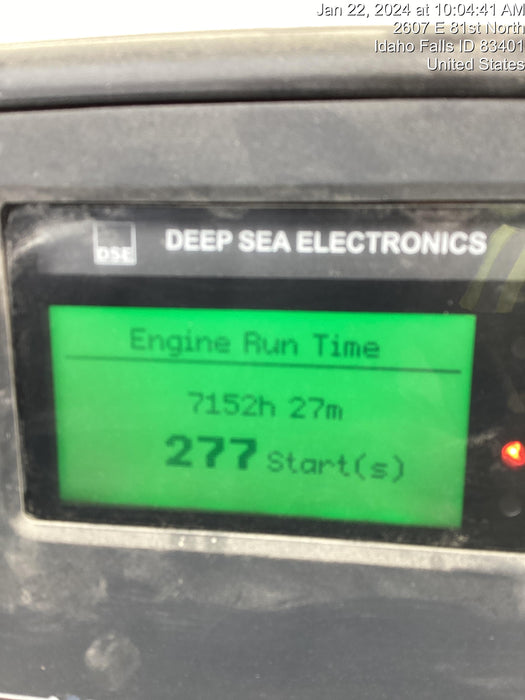 Jan 22, 2024 at 10:04:41 AM
2607 E 81st North
Idaho Falls ID 83401
United States
DSE DEEP SEA ELECTRONICS
Engine Run Time
7152h 27m
277 Start(s)